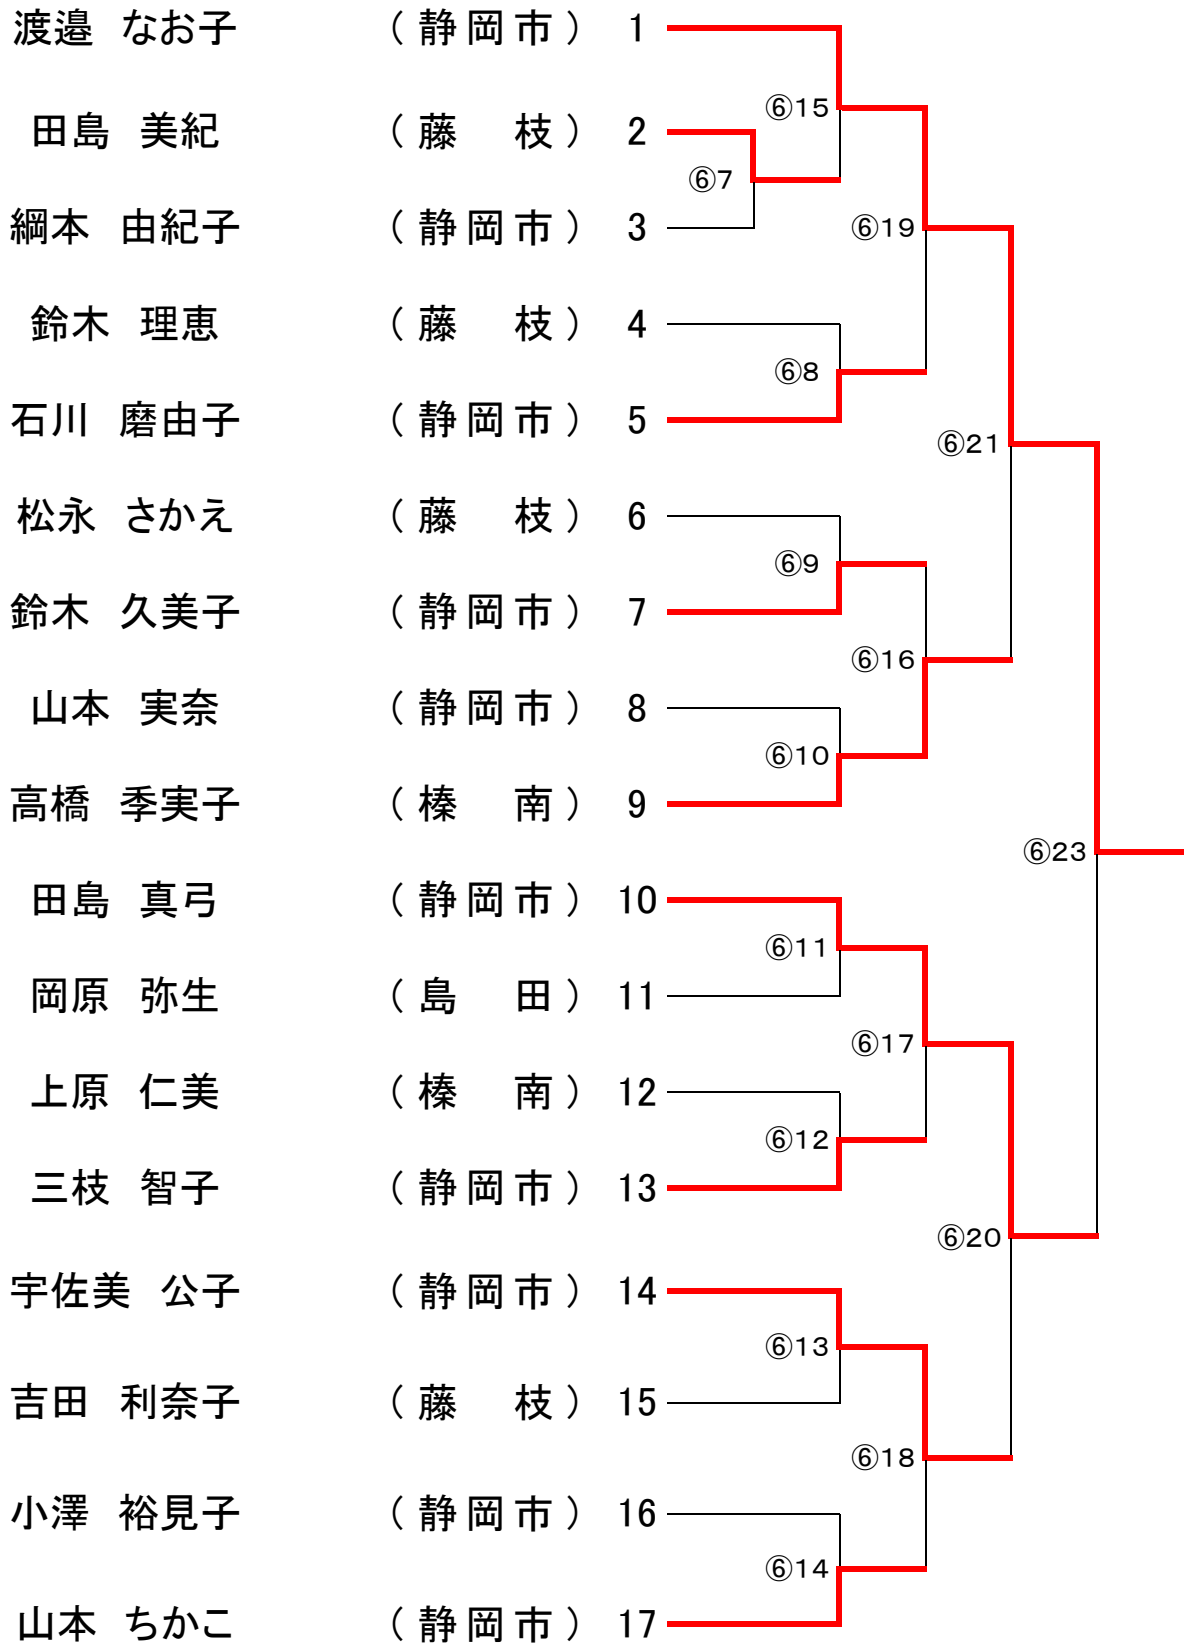 渡邉 なお子 （静岡市） 1
⑥15
田島 美紀 （藤 枝） 2
⑥7
綱本 由紀子 （静岡市） 3
⑥19
鈴木 理恵 （藤 枝） 4
⑥8
石川 磨由子 （静岡市） 5
⑥21
松永 さかえ （藤 枝） 6
⑥9
鈴木 久美子 （静岡市） 7
⑥16
山本 実奈 （静岡市） 8
⑥10
高橋 季実子 （榛 南） 9
⑥23
田島 真弓 （静岡市） 10
⑥11
岡原 弥生 （島 田） 11
⑥17
上原 仁美 （榛 南） 12
⑥12
三枝 智子 （静岡市） 13
⑥20
宇佐美 公子 （静岡市） 14
⑥13
吉田 利奈子 （藤 枝） 15
⑥18
小澤 裕見子 （静岡市） 16
⑥14
山本 ちかこ （静岡市） 17